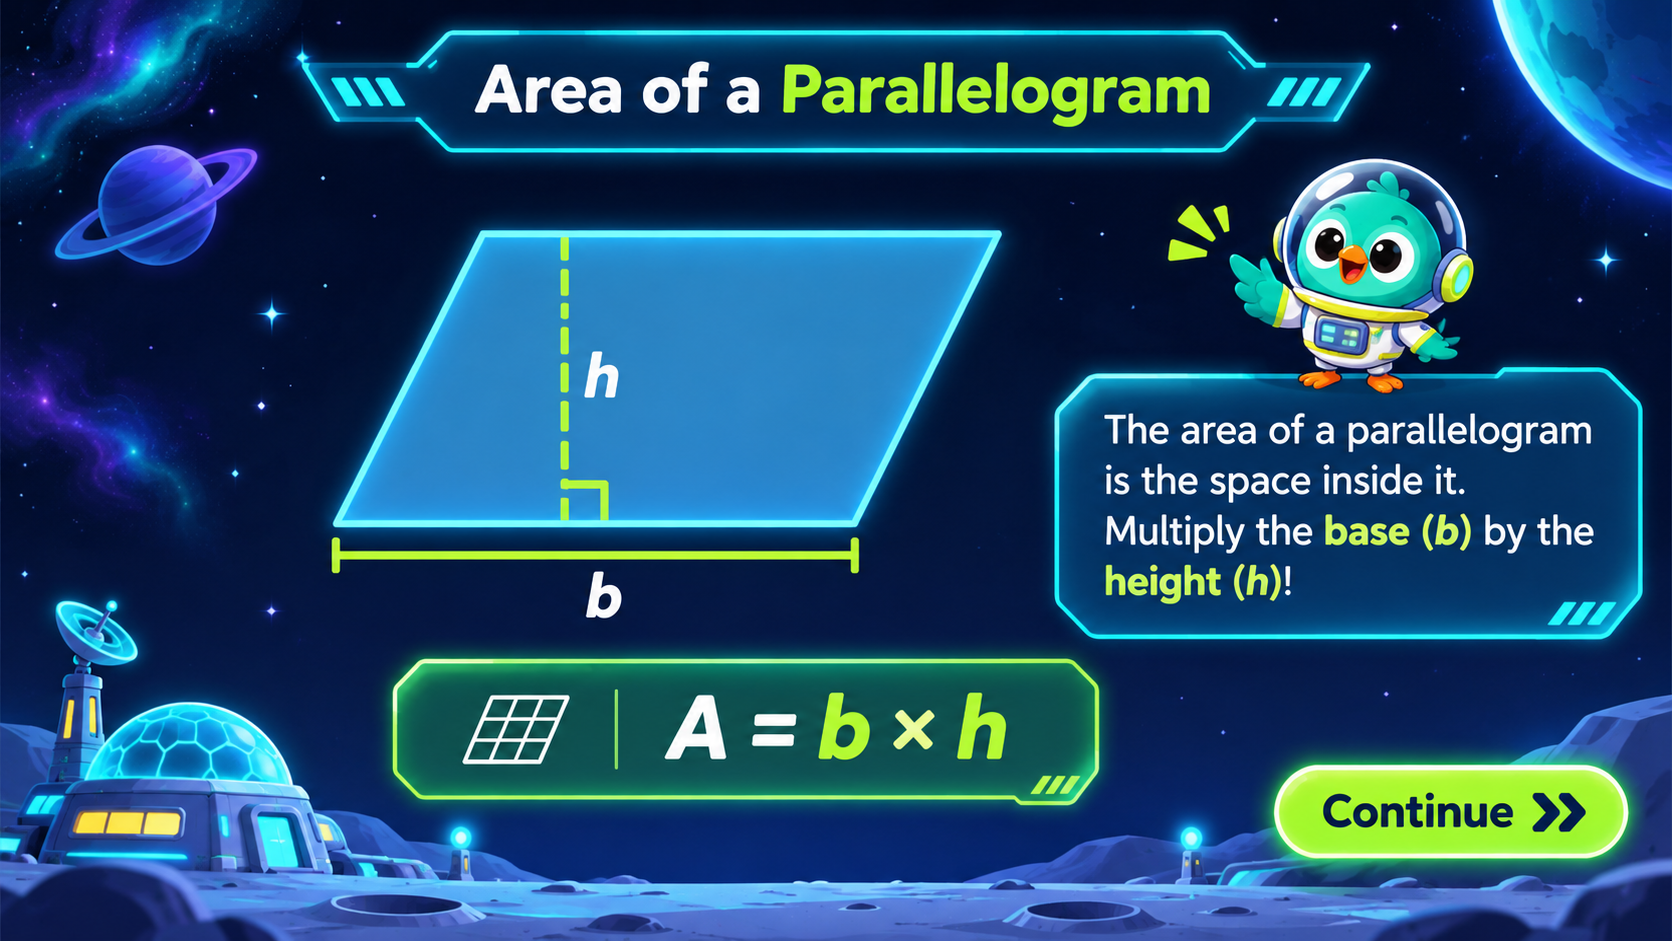 Area of a Parallelogram
h
b
The area of a parallelogram
is the space inside it.
Multiply the base (b) by the
height (h)!
A = b × h
Continue